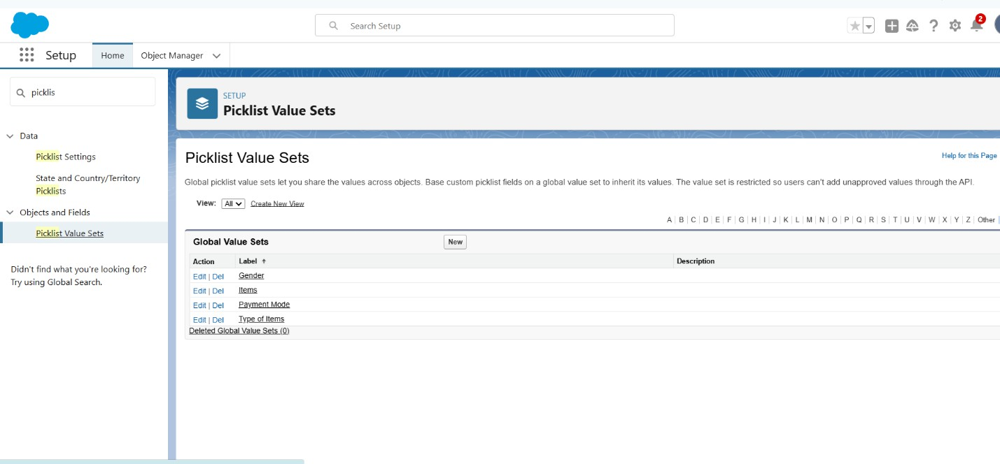 Search Setup
2
Setup
Home
Object Manager
picklis
Data
Picklist Settings
State and Country/Territory
Picklists
Objects and Fields
Picklist Value Sets
Didn't find what you're looking for?
Try using Global Search.
SETUP
Picklist Value Sets
Picklist Value Sets
Help for this Page
Global picklist value sets let you share the values across objects. Base custom picklist fields on a global value set to inherit its values. The value set is restricted so users can't add unapproved values through the API.
View: All Create New View
A | B | C | D | E | F | G | H | I | J | K | L | M | N | O | P | Q | R | S | T | U | V | W | X | Y | Z | Other
Global Value Sets New
Action Label Description
Edit | Del Gender
Edit | Del Items
Edit | Del Payment Mode
Edit | Del Type of Items
Deleted Global Value Sets (0)